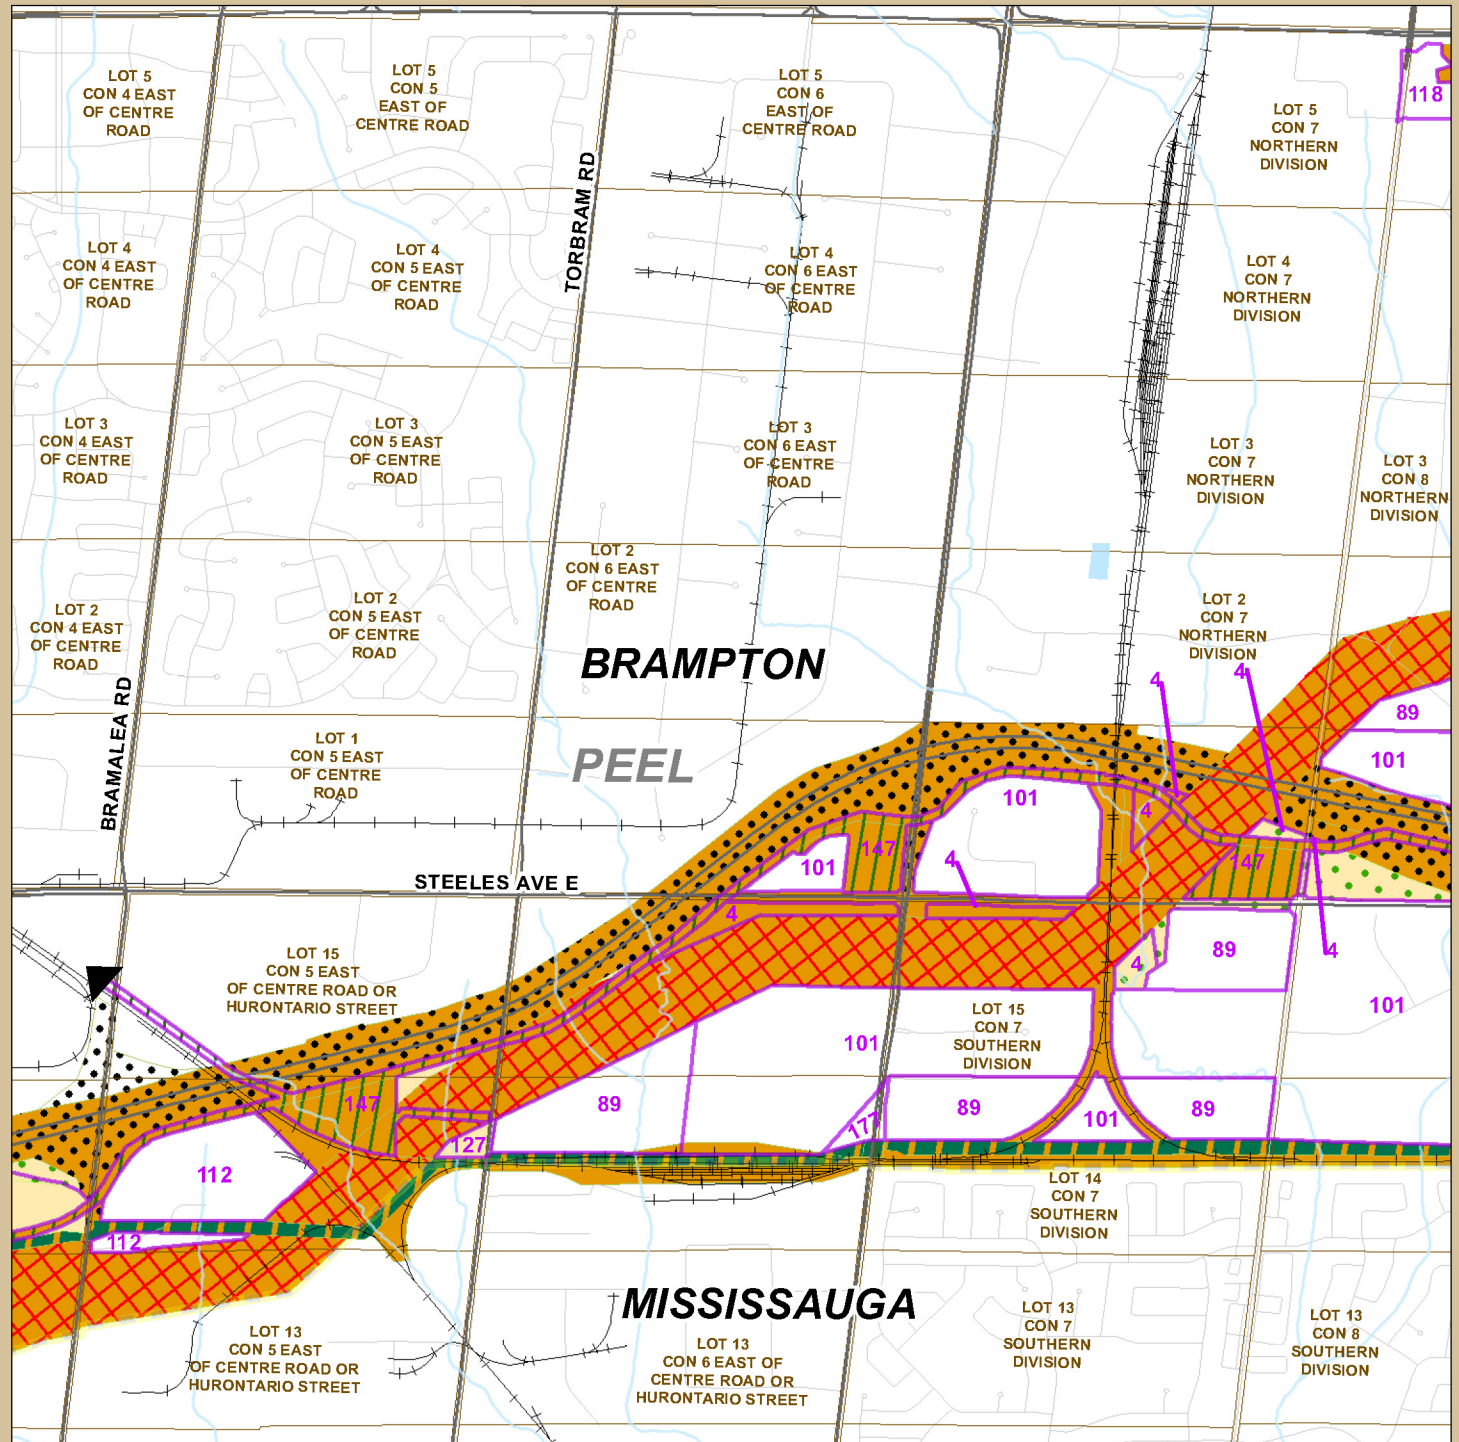 LOT 5
CON 4 EAST
OF CENTRE
ROAD
LOT 5
CON 5
EAST OF
CENTRE ROAD
LOT 5
CON 6
EAST OF
CENTRE ROAD
LOT 5
CON 7
NORTHERN
DIVISION
118
TORBRAM RD
LOT 4
CON 4 EAST
OF CENTRE
ROAD
LOT 4
CON 5 EAST
OF CENTRE
ROAD
LOT 4
CON 6 EAST
OF CENTRE
ROAD
LOT 4
CON 7
NORTHERN
DIVISION
LOT 3
CON 4 EAST
OF CENTRE
ROAD
LOT 3
CON 5 EAST
OF CENTRE
ROAD
LOT 3
CON 6 EAST
OF CENTRE
ROAD
LOT 3
CON 7
NORTHERN
DIVISION
LOT 3
CON 8
NORTHERN
DIVISION
LOT 2
CON 4 EAST
OF CENTRE
ROAD
LOT 2
CON 5 EAST
OF CENTRE
ROAD
LOT 2
CON 6 EAST
OF CENTRE
ROAD
LOT 2
CON 7
NORTHERN
DIVISION
BRAMPTON
4
4
89
BRAMALEA RD
LOT 1
CON 5 EAST
OF CENTRE
ROAD
PEEL
101
101
4
147
4
101
147
STEELES AVE E
4
LOT 15
CON 5 EAST
OF CENTRE ROAD OR
HURONTARIO STREET
4
89
4
101
LOT 15
CON 7
SOUTHERN
DIVISION
101
147
89
89
101
89
177
127
112
LOT 14
CON 7
SOUTHERN
DIVISION
112
MISSISSAUGA
LOT 13
CON 5 EAST
OF CENTRE ROAD OR
HURONTARIO STREET
LOT 13
CON 6 EAST OF
CENTRE ROAD OR
HURONTARIO STREET
LOT 13
CON 7
SOUTHERN
DIVISION
LOT 13
CON 8
SOUTHERN
DIVISION